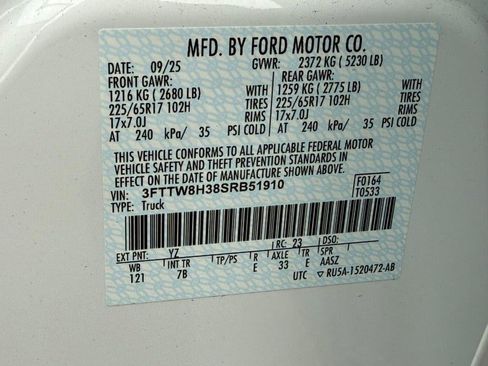 MFD. BY FORD MOTOR CO.
DATE: 09/25 GVWR: 2372 KG ( 5230 LB)
FRONT GAWR: REAR GAWR:
1216 KG ( 2680 LB) WITH 1259 KG ( 2775 LB) WITH
225/65R17 102H TIRES 225/65R17 102H TIRES
17x7.0J RIMS 17x7.0J RIMS
AT 240 kPa/ 35 PSI COLD AT 240 kPa/ 35 PSI COLD
THIS VEHICLE CONFORMS TO ALL APPLICABLE FEDERAL MOTOR
VEHICLE SAFETY AND THEFT PREVENTION STANDARDS IN
EFFECT ON THE DATE OF MANUFACTURE SHOWN ABOVE.
VIN: 3FTTW8H38SRB51910 F0164
TYPE: Truck T0533
EXT PNT: YZ RC: 23 DSO:
WB INT TR TP/PS R AXLE TR SPR
121 7B E 33 E AASZ
UTC ▽ RU5A-1520472-AB